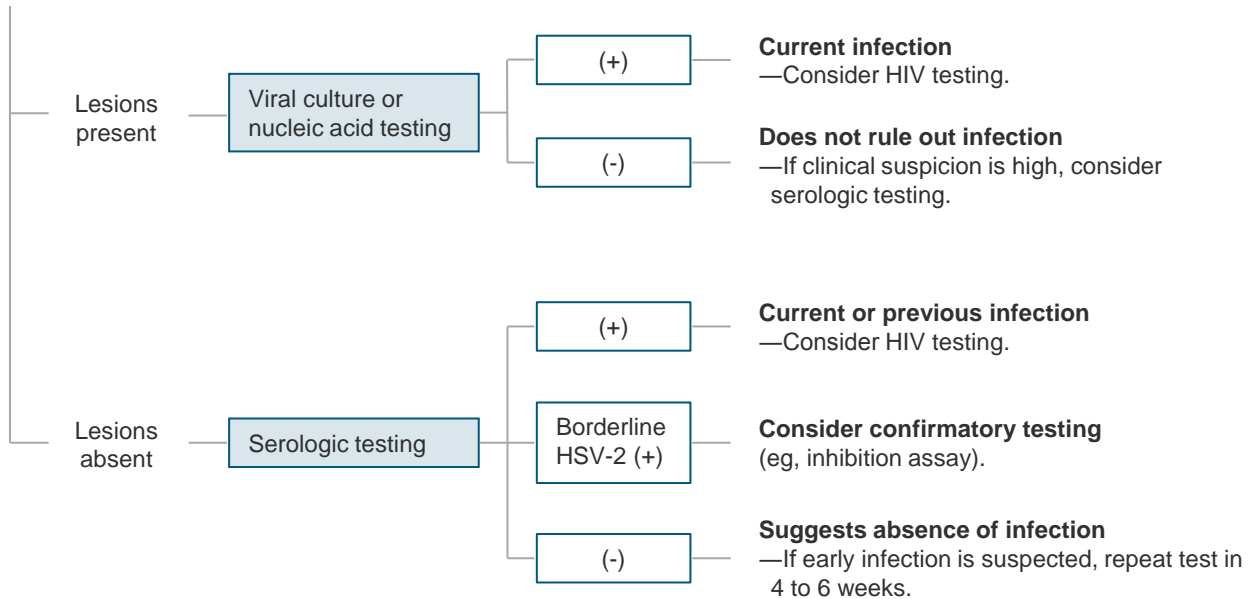 Lesions
present
Viral culture or
nucleic acid testing
(+)
Current infection
—Consider HIV testing.
(-)
Does not rule out infection
—If clinical suspicion is high, consider
serologic testing.
Lesions
absent
Serologic testing
(+)
Current or previous infection
—Consider HIV testing.
Borderline
HSV-2 (+)
Consider confirmatory testing
(eg, inhibition assay).
(-)
Suggests absence of infection
—If early infection is suspected, repeat test in
4 to 6 weeks.